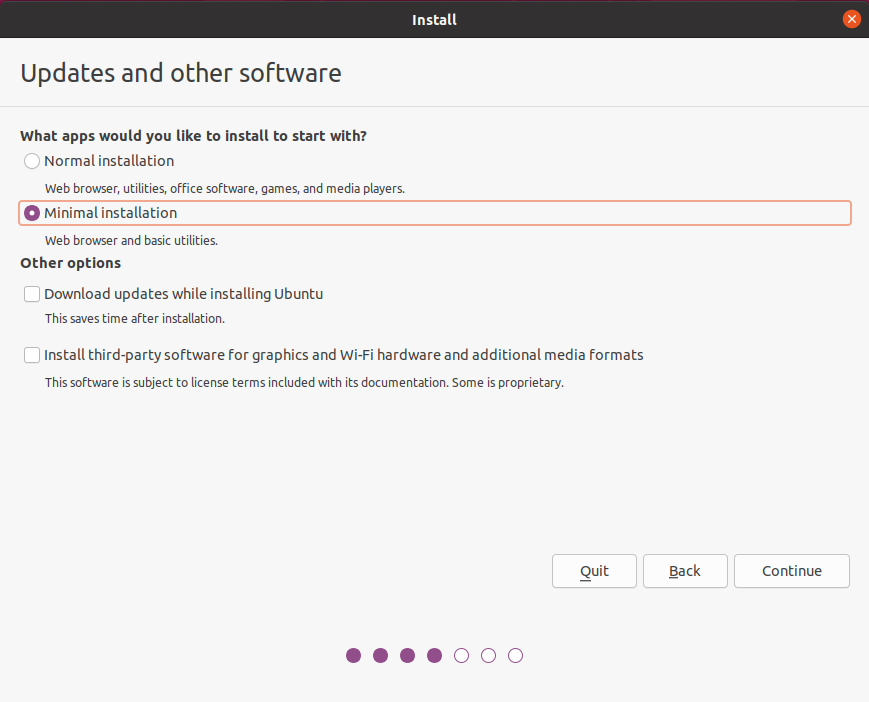 Install
Updates and other software
What apps would you like to install to start with?
Normal installation
Web browser, utilities, office software, games, and media players.
Minimal installation
Web browser and basic utilities.
Other options
Download updates while installing Ubuntu
This saves time after installation.
Install third-party software for graphics and Wi-Fi hardware and additional media formats
This software is subject to license terms included with its documentation. Some is proprietary.
Quit Back Continue